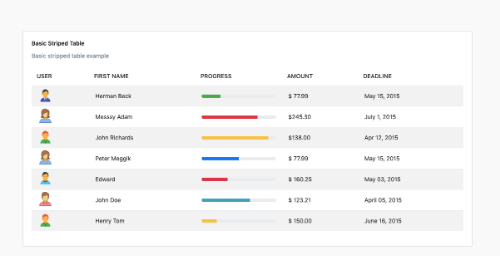 Basic Striped Table
Basic stripped table example
USER FIRST NAME PROGRESS AMOUNT DEADLINE
Herman Beck $ 77.99 May 15, 2015
Messsy Adam $245.30 July 1, 2015
John Richards $138.00 Apr 12, 2015
Peter Meggik $ 77.99 May 15, 2015
Edward $ 160.25 May 03, 2015
John Doe $ 123.21 April 05, 2015
Henry Tom $ 150.00 June 16, 2015